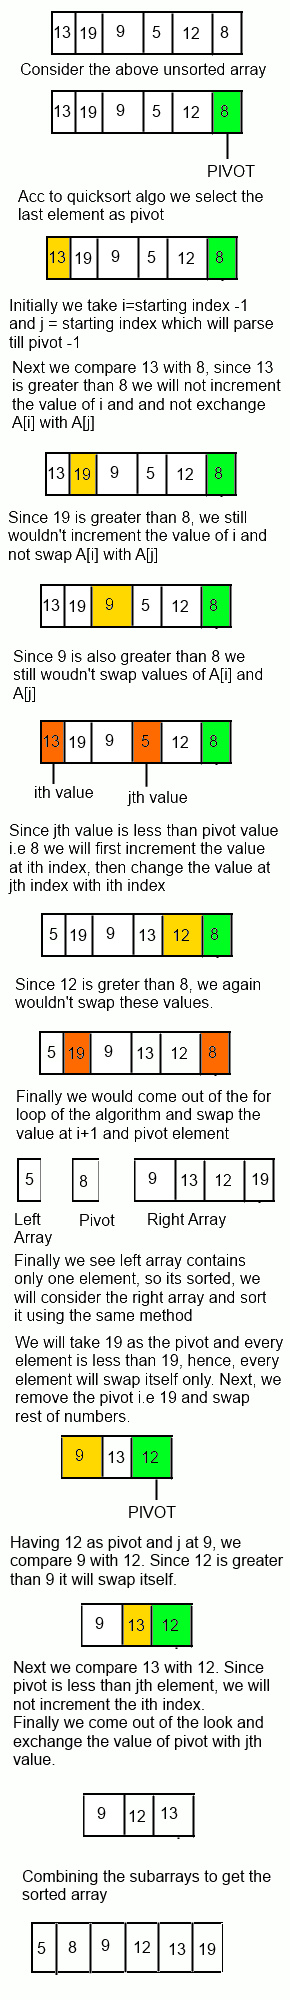 13 19 9 5 12 8
Consider the above unsorted array
13 19 9 5 12 8
PIVOT
Acc to quicksort algo we select the
last element as pivot
13 19 9 5 12 8
Initially we take i=starting index -1
and j = starting index which will parse
till pivot -1
Next we compare 13 with 8, since 13
is greater than 8 we will not increment
the value of i and and not exchange
A[i] with A[j]
13 19 9 5 12 8
Since 19 is greater than 8, we still
wouldn't increment the value of i and
not swap A[i] with A[j]
13 19 9 5 12 8
Since 9 is also greater than 8 we
still woudn't swap values of A[i] and
A[j]
13 19 9 5 12 8
ith value
jth value
Since jth value is less than pivot value
i.e 8 we will first increment the value
at ith index, then change the value at
jth index with ith index
5 19 9 13 12 8
Since 12 is greter than 8, we again
wouldn't swap these values.
5 19 9 13 12 8
Finally we would come out of the for
loop of the algorithm and swap the
value at i+1 and pivot element
5 8 9 13 12 19
Left
Array
Pivot
Right Array
Finally we see left array contains
only one element, so its sorted, we
will consider the right array and sort
it using the same method
We will take 19 as the pivot and every
element is less than 19, hence, every
element will swap itself only. Next, we
remove the pivot i.e 19 and swap
rest of numbers.
9 13 12
PIVOT
Having 12 as pivot and j at 9, we
compare 9 with 12. Since 12 is greater
than 9 it will swap itself.
9 13 12
Next we compare 13 with 12. Since
pivot is less than jth element, we will
not increment the ith index.
Finally we come out of the look and
exchange the value of pivot with jth
value.
9 12 13
Combining the subarrays to get the
sorted array
5 8 9 12 13 19